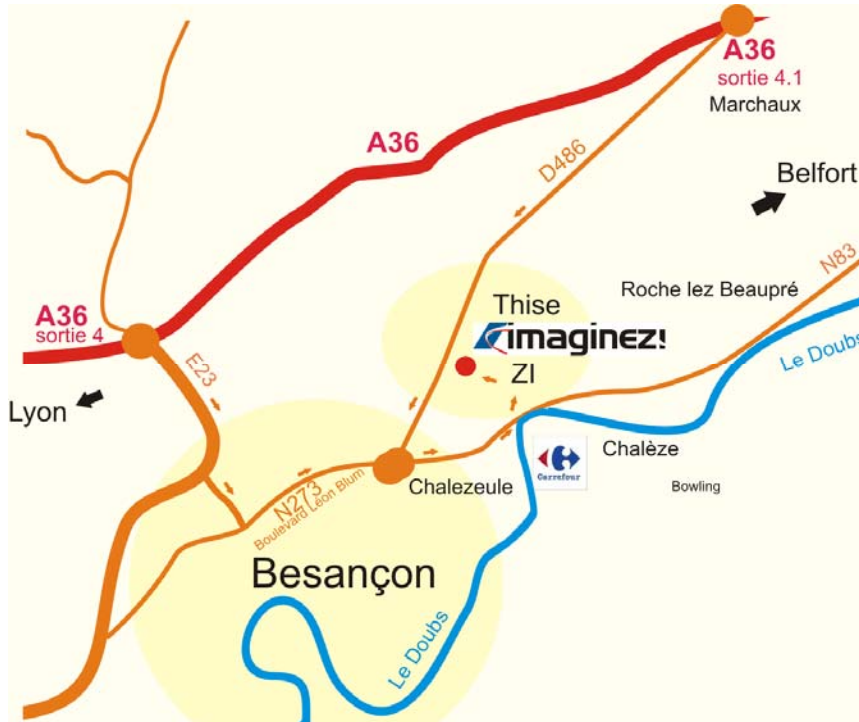 A36
sortie 4.1
Marchaux
A36
D486
Belfort
N83
Roche lez Beaupré
Thise
imaginez!
A36
sortie 4
E23
ZI
Le Doubs
Lyon
Chalèze
Carrefour
Chalezeule
Bowling
N273
Boulevard Léon Blum
Besançon
Le Doubs